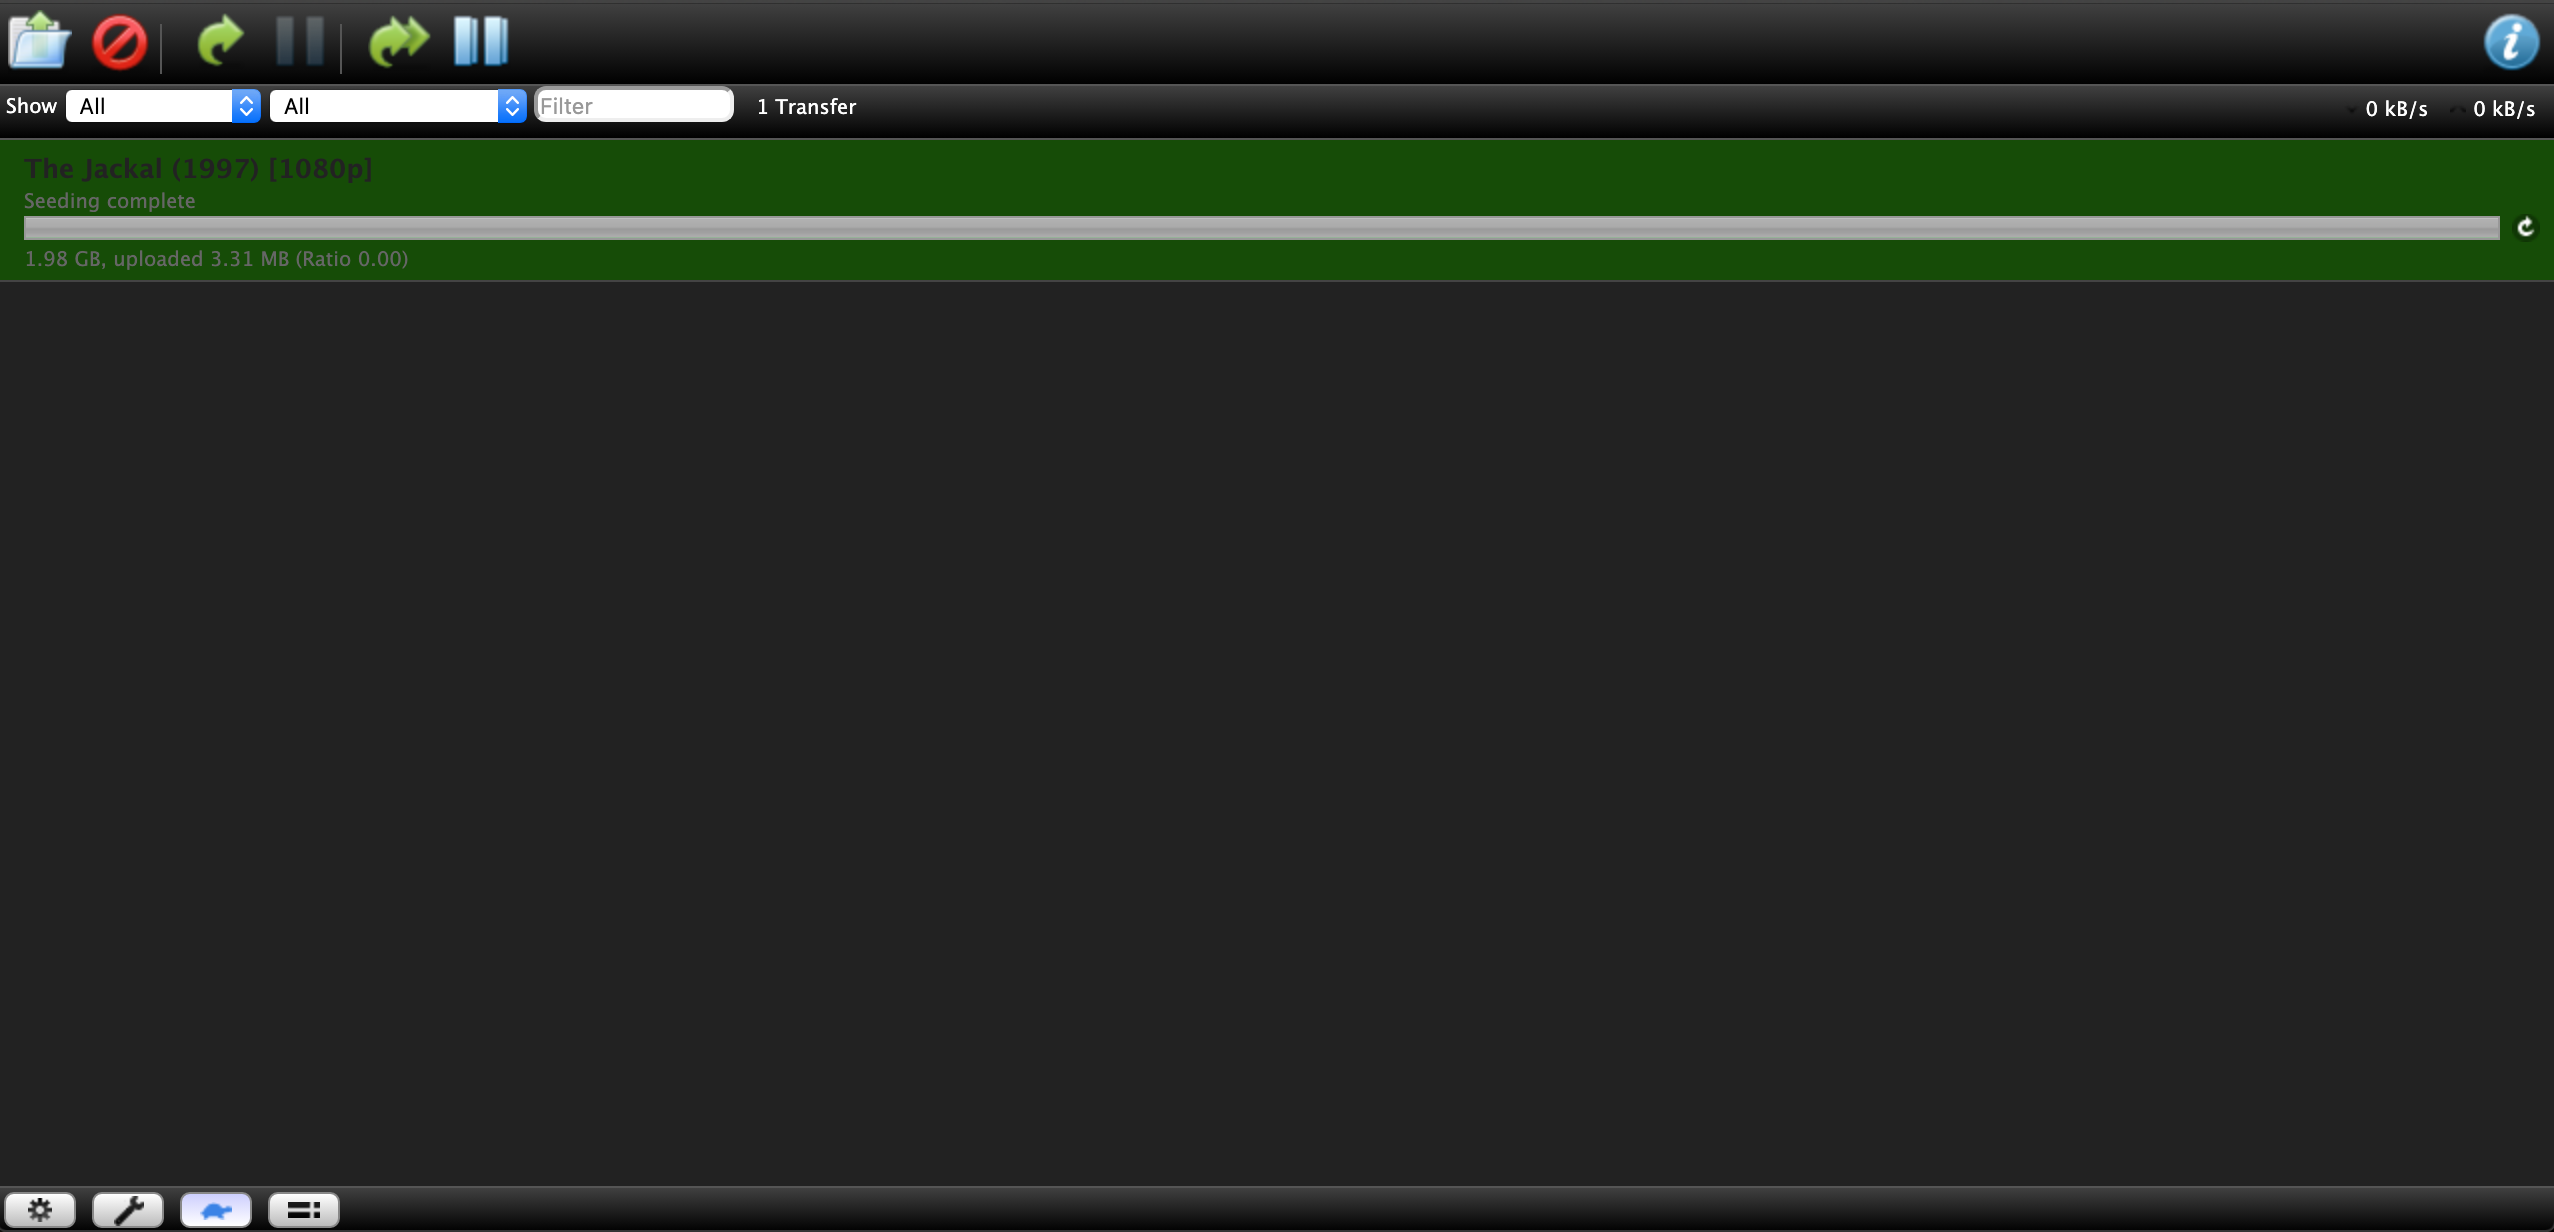 Show All All Filter 1 Transfer 0 kB/s 0 kB/s
The Jackal (1997) [1080p]
Seeding complete
1.98 GB, uploaded 3.31 MB (Ratio 0.00)